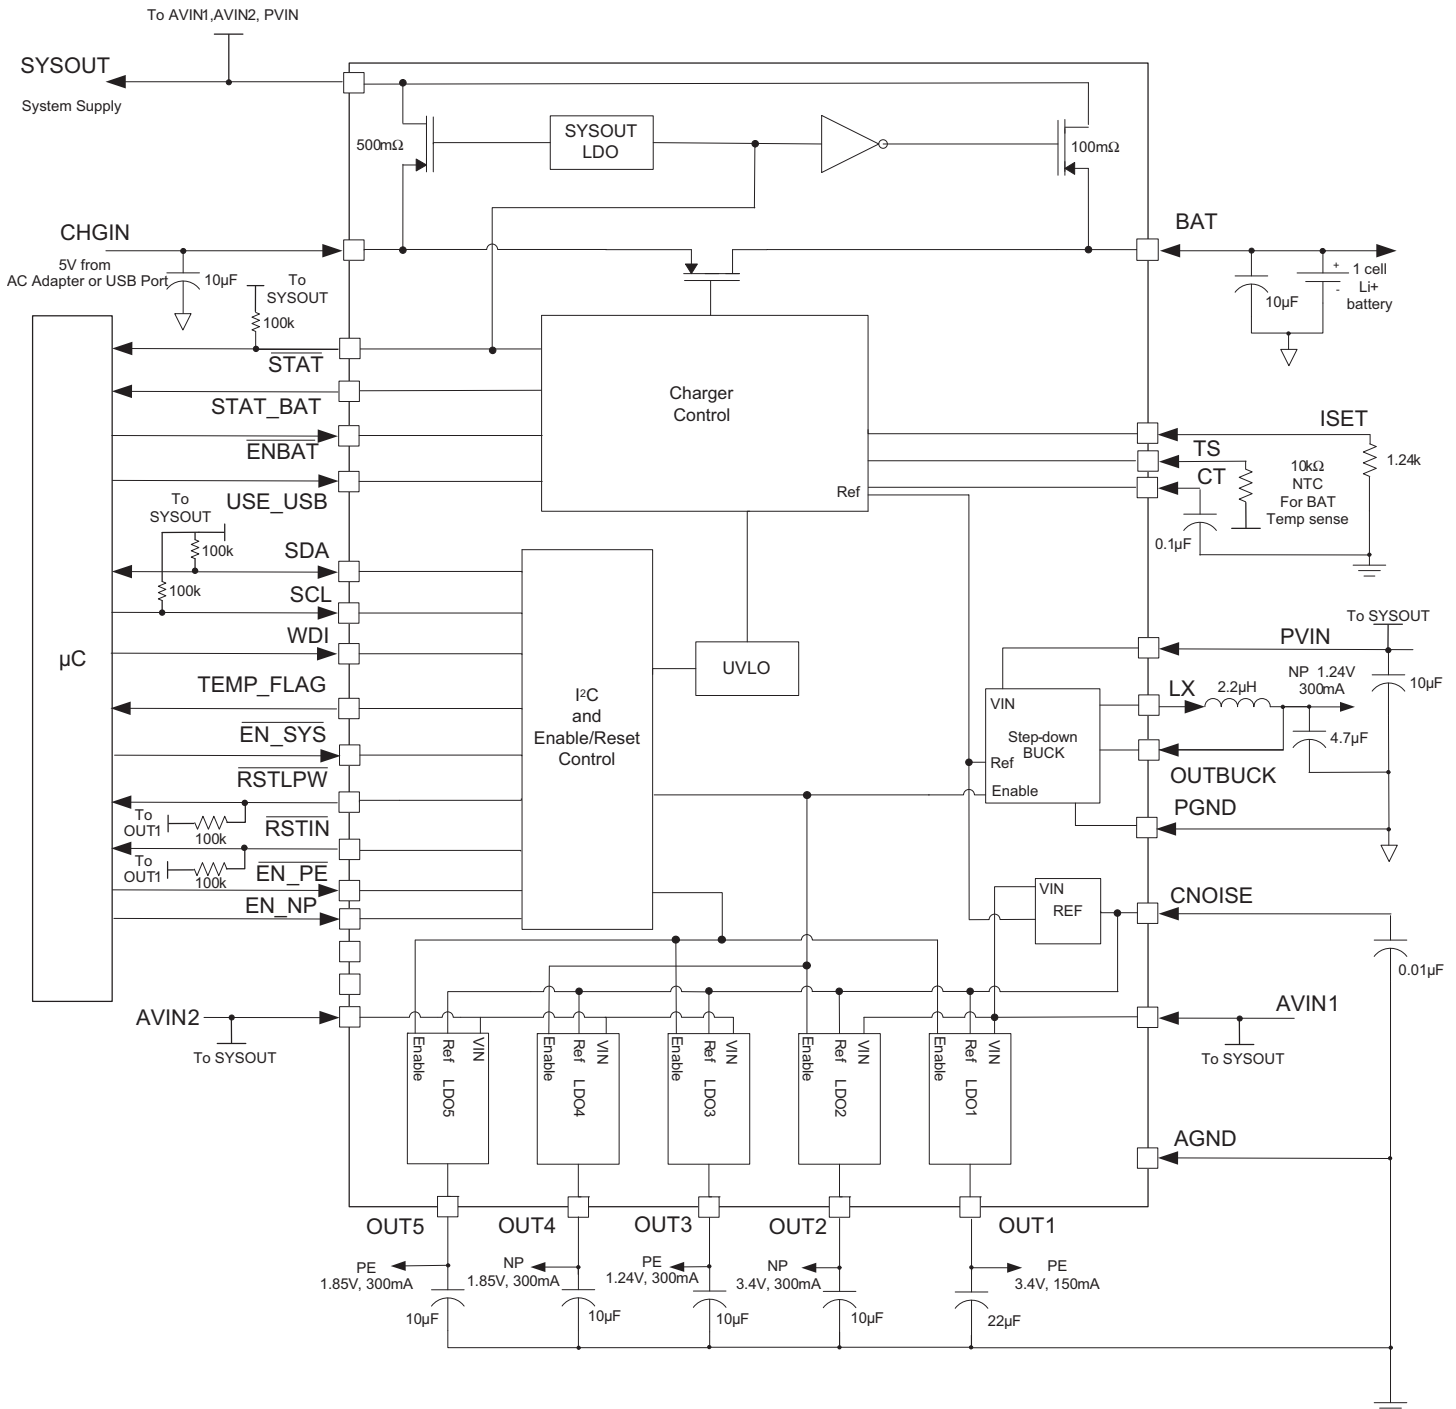 To AVIN1,AVIN2, PVIN
SYSOUT
System Supply
500mΩ
SYSOUT
LDO
100mΩ
CHGIN
5V from
AC Adapter or USB Port
10µF
To
SYSOUT
100k
BAT
10µF
+
-
1 cell
Li+
battery
STAT
STAT_BAT
ENBAT
USE_USB
Charger
Control
Ref
ISET
TS
CT
1.24k
10kΩ
NTC
For BAT
Temp sense
0.1µF
To
SYSOUT
100k
100k
SDA
SCL
WDI
TEMP_FLAG
EN_SYS
RSTLPW
RSTIN
EN_PE
EN_NP
To
OUT1
100k
To
OUT1
100k
µC
I²C
and
Enable/Reset
Control
UVLO
VIN
Step-down
BUCK
Ref
Enable
PVIN
To SYSOUT
LX
2.2µH
NP 1.24V
300mA
10µF
4.7µF
OUTBUCK
PGND
VIN
REF
CNOISE
0.01µF
AVIN2
To SYSOUT
AVIN1
To SYSOUT
Enable
Ref LDO5
VIN
Enable
Ref LDO4
VIN
Enable
Ref LDO3
VIN
Enable
Ref LDO2
VIN
Enable
Ref LDO1
VIN
AGND
OUT5
OUT4
OUT3
OUT2
OUT1
PE
1.85V, 300mA
NP
1.85V, 300mA
PE
1.24V, 300mA
NP
3.4V, 300mA
PE
3.4V, 150mA
10µF
10µF
10µF
10µF
22µF